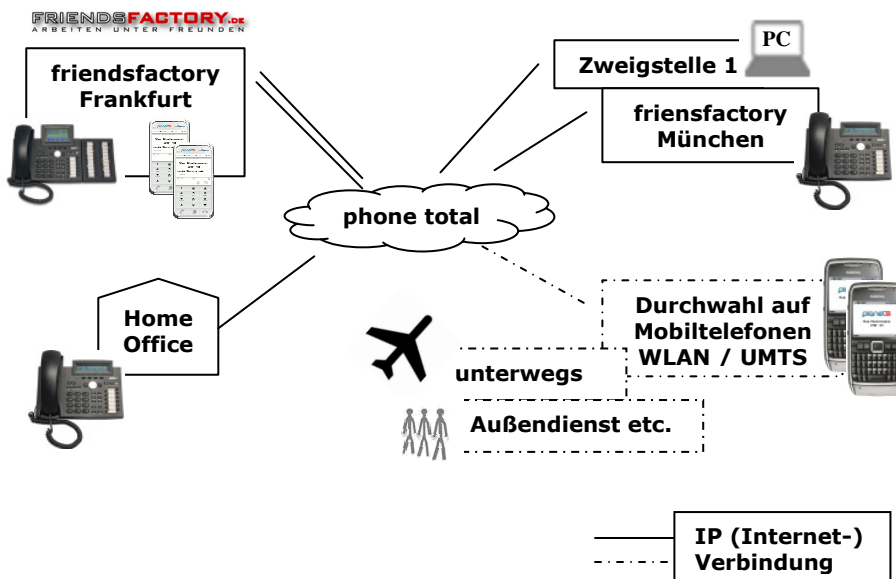 FRIENDSFACTORY.DE
ARBEITEN UNTER FREUNDEN
friendsfactory
Frankfurt
PC
Zweigstelle 1
friensfactory
München
phone total
Home
Office
Durchwahl auf
Mobiltelefonen
WLAN / UMTS
unterwegs
Außendienst etc.
IP (Internet-)
Verbindung